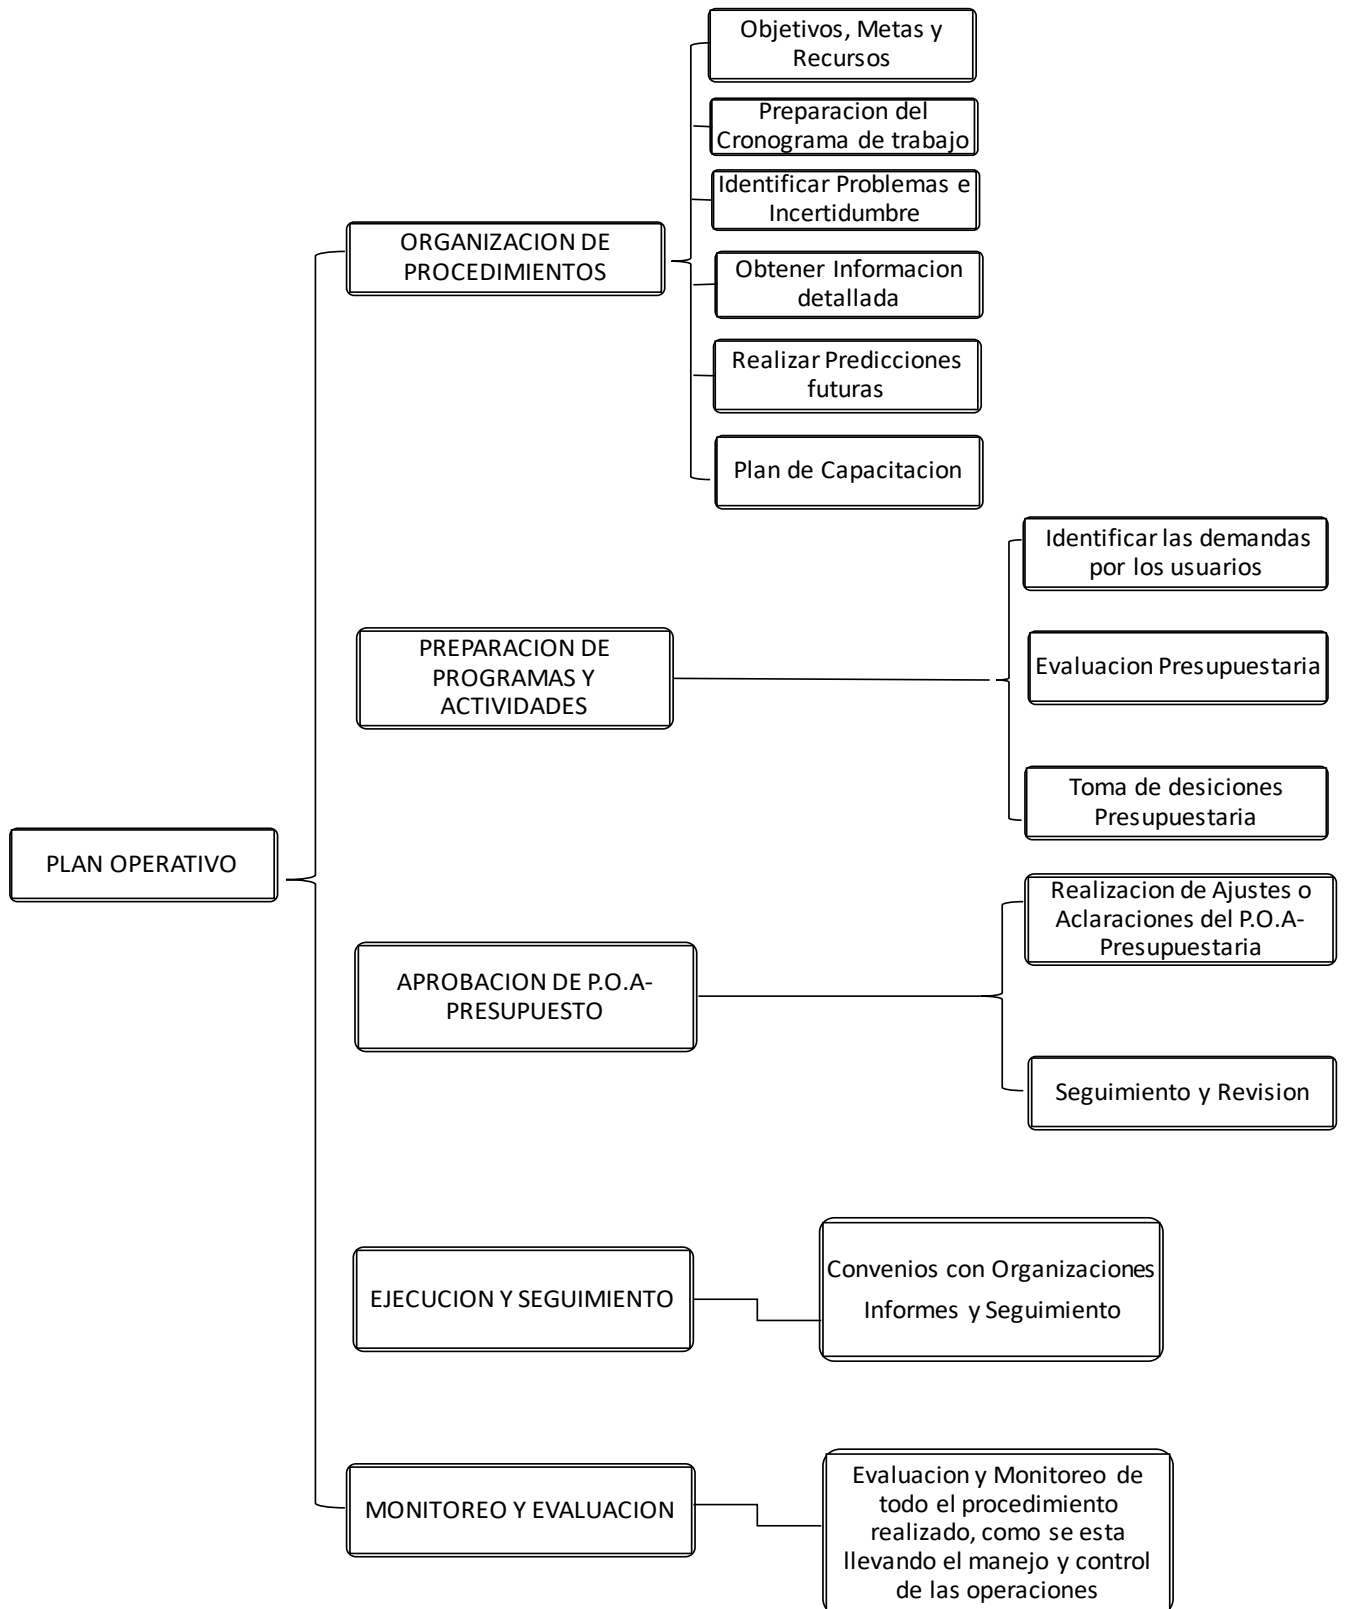 Objetivos, Metas y
Recursos
Preparacion del
Cronograma de trabajo
Identificar Problemas e
Incertidumbre
ORGANIZACION DE
PROCEDIMIENTOS
Obtener Informacion
detallada
Realizar Predicciones
futuras
Plan de Capacitacion
Identificar las demandas
por los usuarios
PREPARACION DE
PROGRAMAS Y
ACTIVIDADES
Evaluacion Presupuestaria
Toma de desiciones
Presupuestaria
PLAN OPERATIVO
Realizacion de Ajustes o
Aclaraciones del P.O.A-
Presupuestaria
APROBACION DE P.O.A-
PRESUPUESTO
Seguimiento y Revision
EJECUCION Y SEGUIMIENTO
Convenios con Organizaciones
Informes y Seguimiento
MONITOREO Y EVALUACION
Evaluacion y Monitoreo de
todo el procedimiento
realizado, como se esta
llevando el manejo y control
de las operaciones